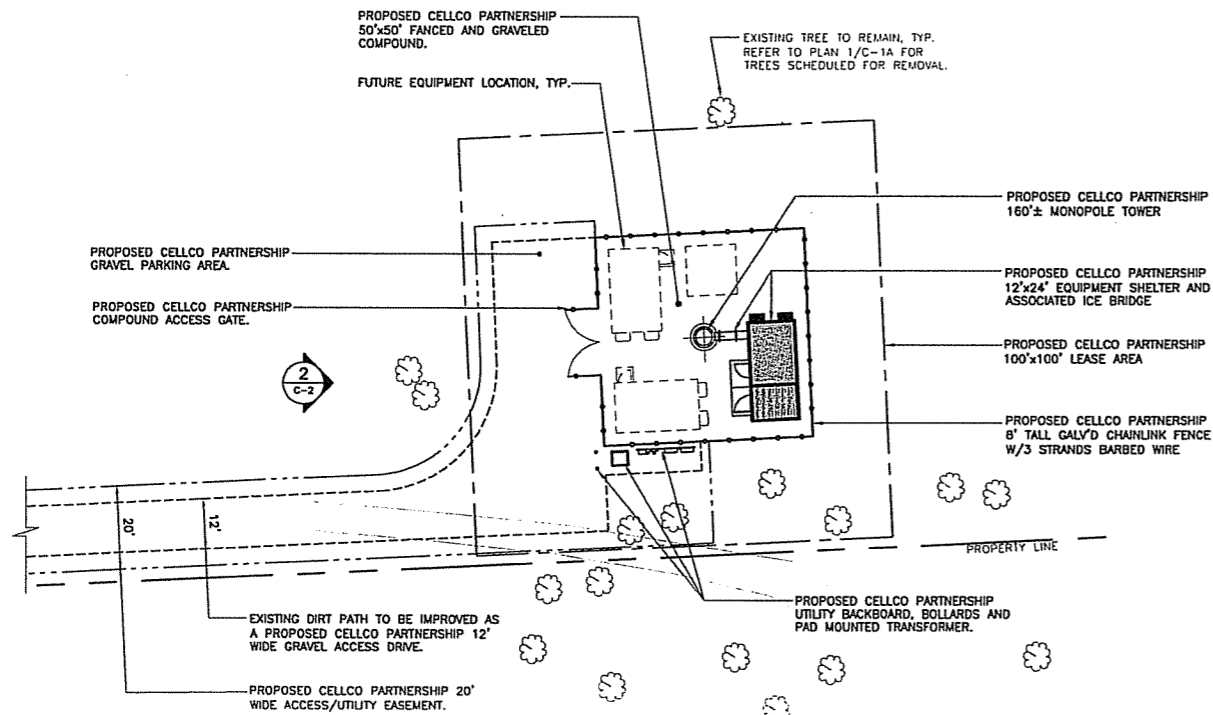 PROPOSED CELLCO PARTNERSHIP
50'x50' FANCED AND GRAVELED
COMPOUND.
EXISTING TREE TO REMAIN, TYP.
REFER TO PLAN 1/C-1A FOR
TREES SCHEDULED FOR REMOVAL.
FUTURE EQUIPMENT LOCATION, TYP.
PROPOSED CELLCO PARTNERSHIP
160'± MONOPOLE TOWER
PROPOSED CELLCO PARTNERSHIP
GRAVEL PARKING AREA.
PROPOSED CELLCO PARTNERSHIP
12'x24' EQUIPMENT SHELTER AND
ASSOCIATED ICE BRIDGE
PROPOSED CELLCO PARTNERSHIP
COMPOUND ACCESS GATE.
PROPOSED CELLCO PARTNERSHIP
100'x100' LEASE AREA
2
C-2
PROPOSED CELLCO PARTNERSHIP
8' TALL GALV'D CHAINLINK FENCE
W/3 STRANDS BARBED WIRE
20'
12'
PROPERTY LINE
PROPOSED CELLCO PARTNERSHIP
UTILITY BACKBOARD, BOLLARDS AND
PAD MOUNTED TRANSFORMER.
EXISTING DIRT PATH TO BE IMPROVED AS
A PROPOSED CELLCO PARTNERSHIP 12'
WIDE GRAVEL ACCESS DRIVE.
PROPOSED CELLCO PARTNERSHIP 20'
WIDE ACCESS/UTILITY EASEMENT.